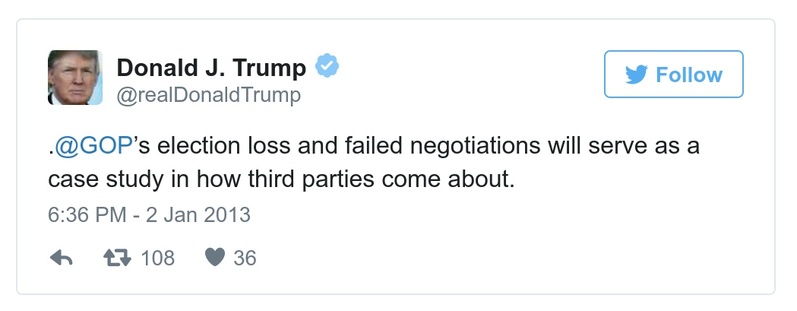 Donald J. Trump
@realDonaldTrump
Follow
.@GOP’s election loss and failed negotiations will serve as a
case study in how third parties come about.
6:36 PM - 2 Jan 2013
108 36